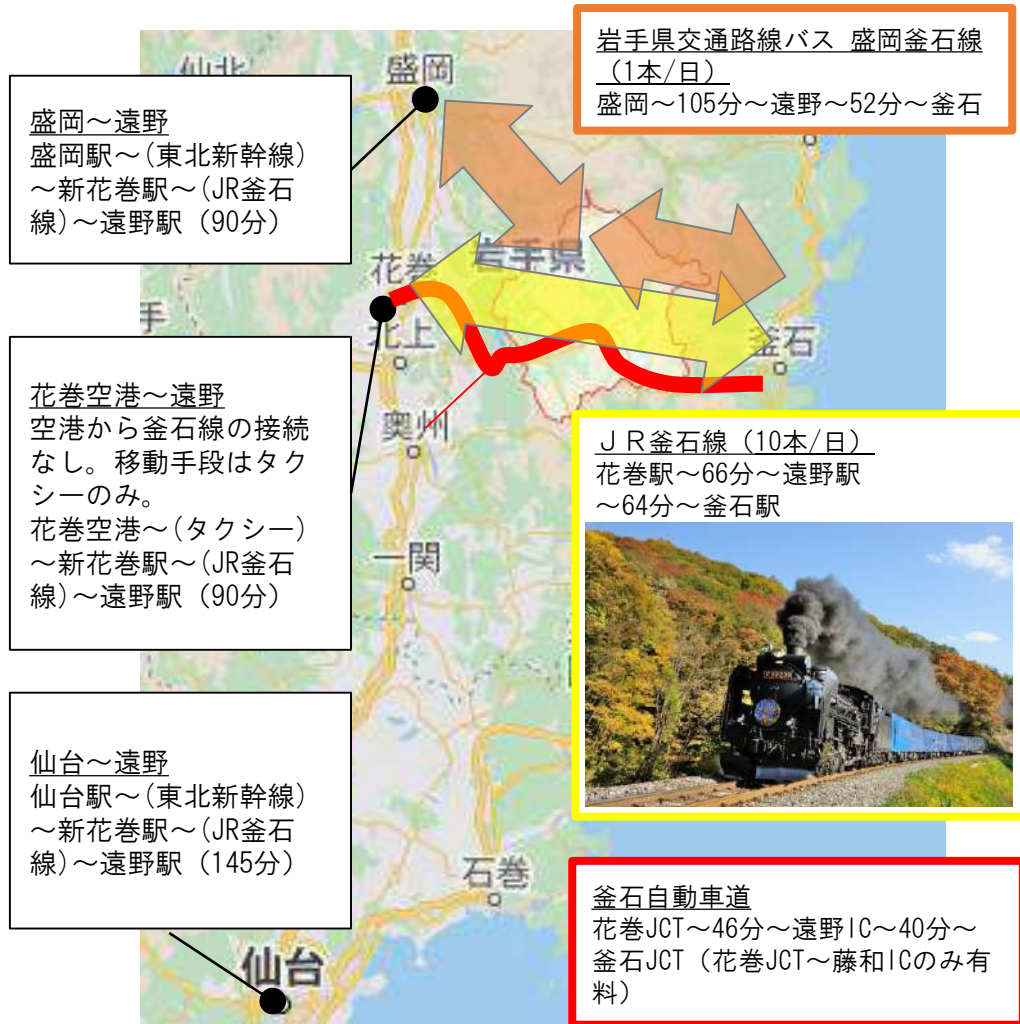 岩手県交通路線バス 盛岡釜石線
（1本/日）
盛岡～105分～遠野～52分～釜石
盛岡～遠野
盛岡駅～(東北新幹線)
～新花巻駅～(JR釜石
線)～遠野駅（90分）
花巻空港～遠野
空港から釜石線の接続
なし。移動手段はタク
シーのみ。
花巻空港～(タクシー)
～新花巻駅～(JR釜石
線)～遠野駅（90分）
仙台～遠野
仙台駅～(東北新幹線)
～新花巻駅～(JR釜石
線)～遠野駅（145分）
仙北
盛岡
花巻
岩手県
手
北上
釜石
奥州
一関
石巻
仙台
ＪＲ釜石線（10本/日）
花巻駅～66分～遠野駅
～64分～釜石駅
釜石自動車道
花巻JCT～46分～遠野IC～40分～
釜石JCT（花巻JCT～藤和ICのみ有
料）